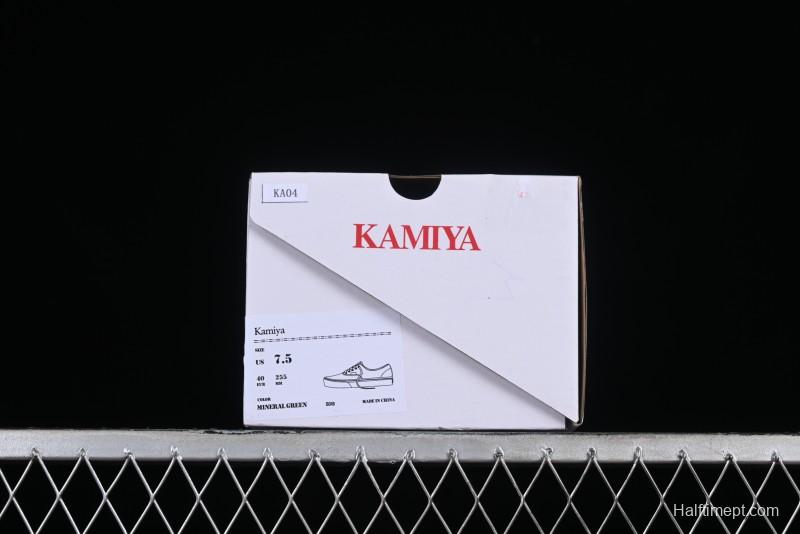 KA04
KAMIYA
Kamiya
SIZE
US 7.5
40 255
EUR MM
COLOR
MINERAL GREEN
MADE IN CHINA
Halftimept.com